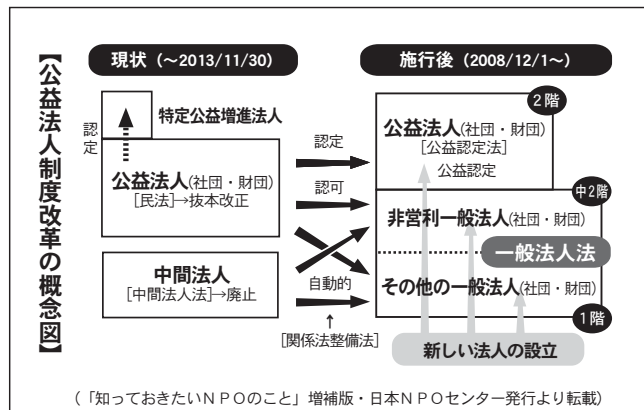 【公益法人制度改革の概念図】
現状（～2013/11/30）
認定
特定公益増進法人
公益法人(社団・財団)
[民法]→抜本改正
中間法人
[中間法人法]→廃止
認定
認可
自動的
↑
[関係法整備法]
施行後（2008/12/1～）
2階
公益法人(社団・財団)
[公益認定法]
公益認定
中2階
非営利一般法人(社団・財団)
一般法人法
その他の一般法人(社団・財団)
1階
新しい法人の設立
（「知っておきたいＮＰＯのこと」増補版・日本ＮＰＯセンター発行より転載）